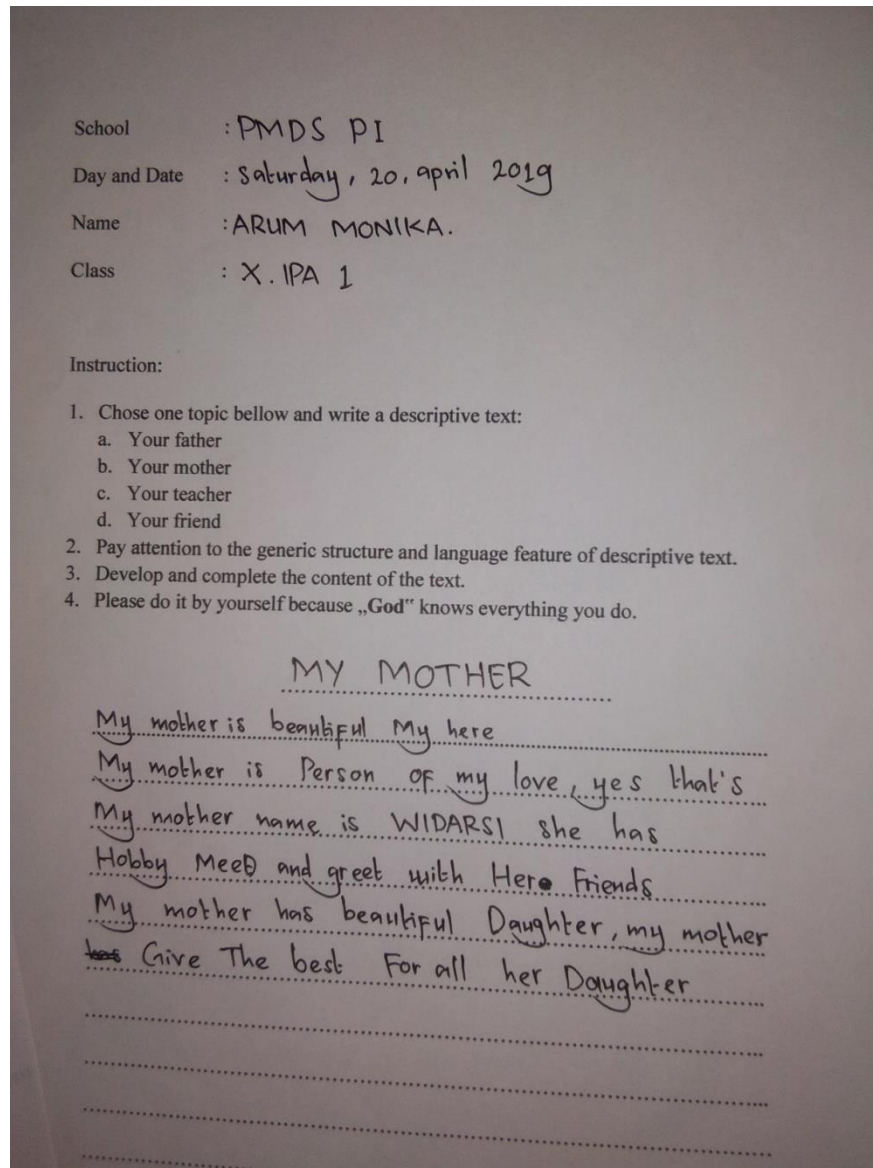 School : PMDS PI
Day and Date : Saturday, 20, april 2019
Name : ARUM MONIKA.
Class : X. IPA 1
Instruction:
1. Chose one topic bellow and write a descriptive text:
a. Your father
b. Your mother
c. Your teacher
d. Your friend
2. Pay attention to the generic structure and language feature of descriptive text.
3. Develop and complete the content of the text.
4. Please do it by yourself because „God‟ knows everything you do.
MY MOTHER
My mother is beautiful My here
My mother is Person of my love, yes that's
My mother name is WIDARSI she has
Hobby Meet and greet with Her Friends
My mother has beautiful Daughter, my mother
Give The best For all her Daughter